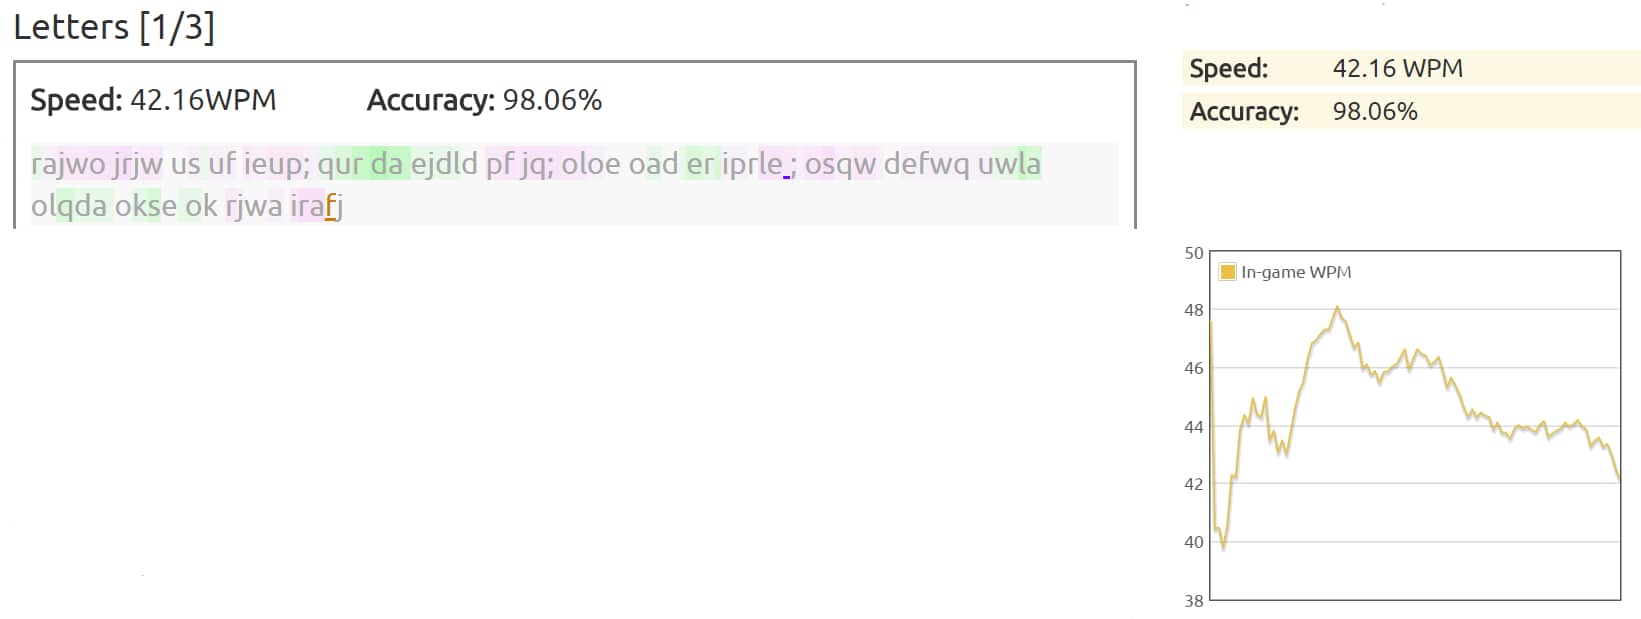 Letters [1/3]
Speed: 42.16WPM Accuracy: 98.06%
rajwo jrjw us uf ieup; qur da ejdld pf jq; oloe oad er iprle ; osqw defwq uwla
olqda okse ok rjwa irafj
Speed: 42.16 WPM
Accuracy: 98.06%
In-game WPM
50
48
46
44
42
40
38